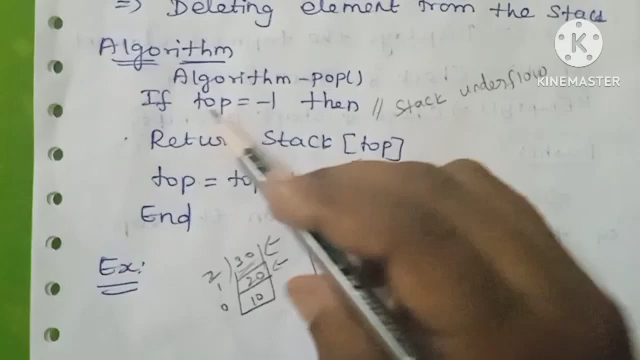 => Deleting element from the Stack
Algorithm
Algorithm-pop()
If top = -1 then // Stack underflow
Retur Stack [top]
top = top
End
Ex:
2 30 ←
1 20 ←
0 10
KINEMASTER